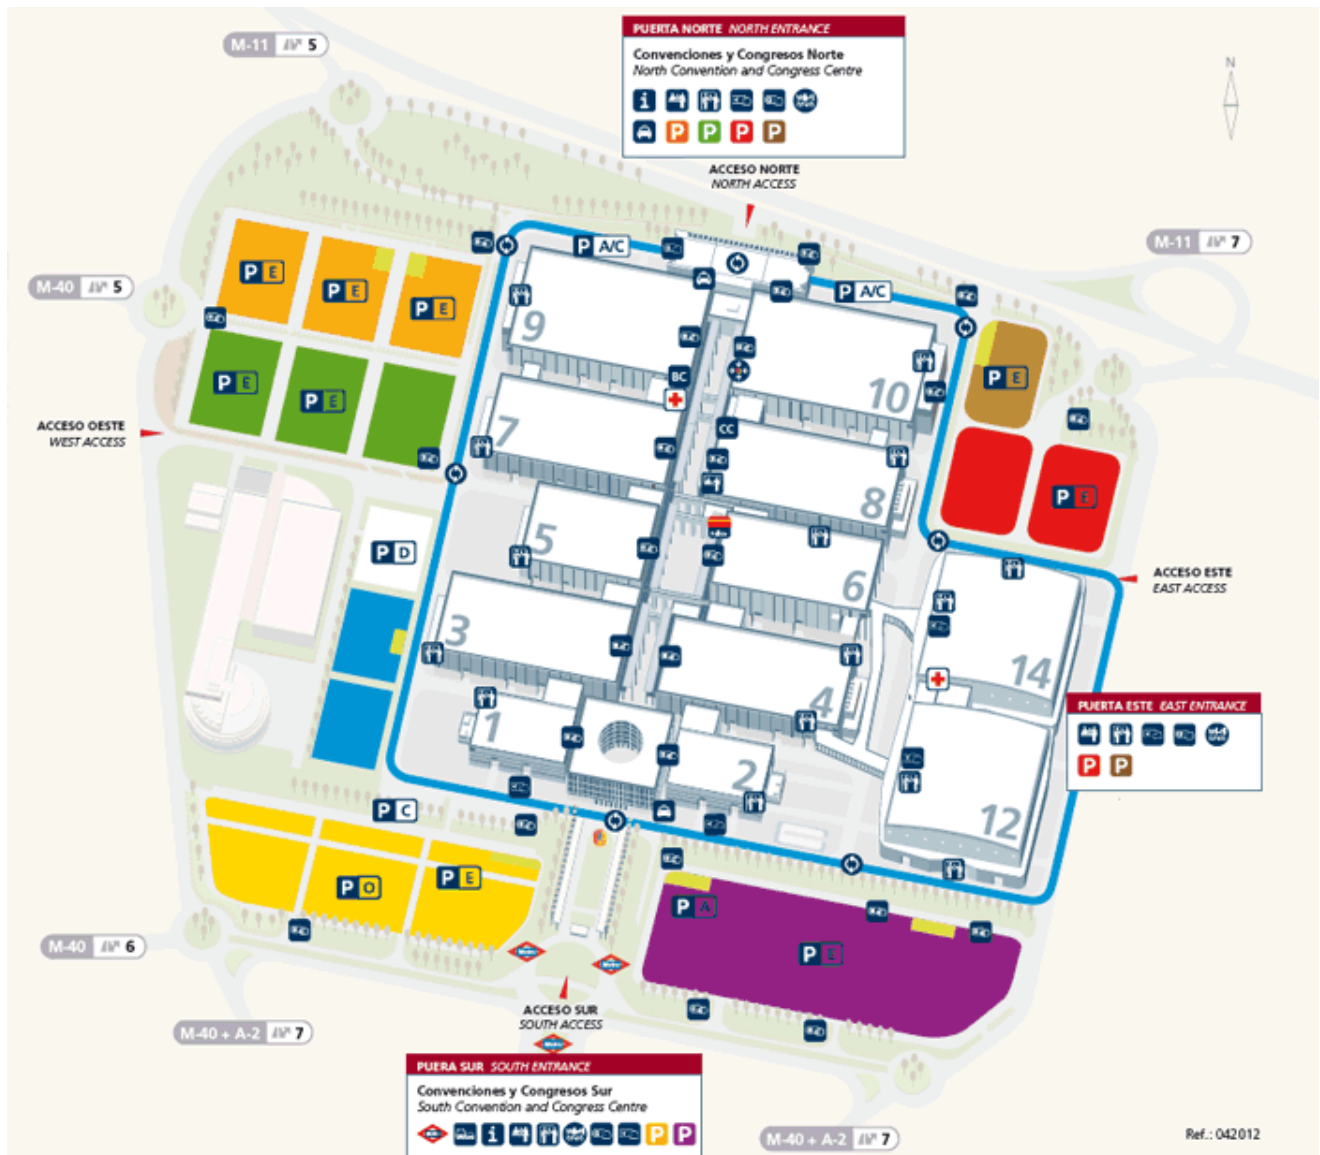 PUERTA NORTE NORTH ENTRANCE
Convenciones y Congresos Norte
North Convention and Congress Centre
i
P P P P
M-11 5
N
ACCESO NORTE
NORTH ACCESS
M-11 7
M-40 5
P A/C
P A/C
P E
P E
P E
P E
P E
P E
P E
9
10
BC
7
CC
8
ACCESO OESTE
WEST ACCESS
5
6
P D
ACCESO ESTE
EAST ACCESS
3
4
14
1
2
12
PUERTA ESTE EAST ENTRANCE
P P
P C
P O
P E
P A
P E
M-40 6
Metro
Metro
ACCESO SUR
SOUTH ACCESS
Metro
M-40 + A-2 7
PUERA SUR SOUTH ENTRANCE
Convenciones y Congresos Sur
South Convention and Congress Centre
i P P
M-40 + A-2 7
Ref.: 042012